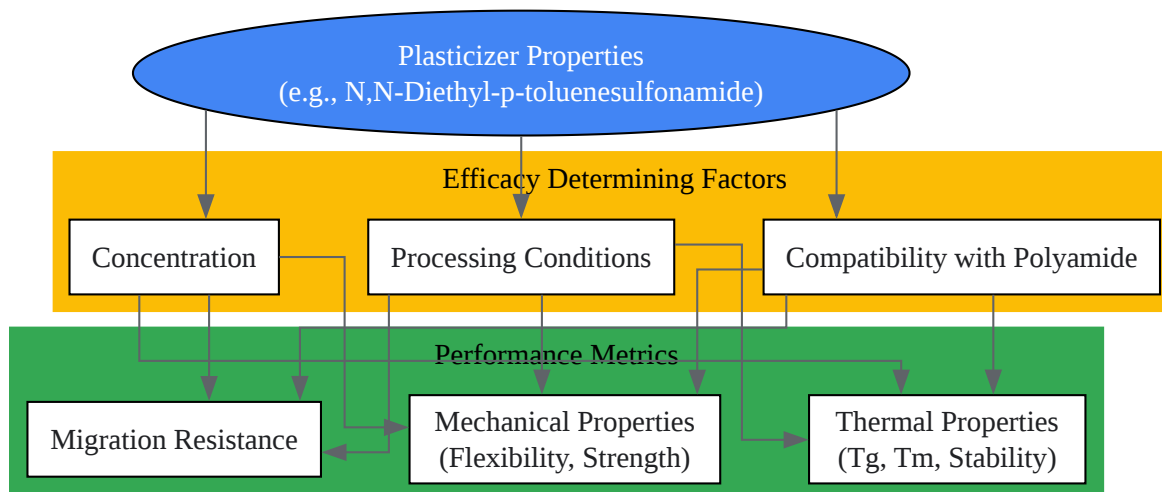 Plasticizer Properties
(e.g., N,N-Diethyl-p-toluenesulfonamide)
Efficacy Determining Factors
Concentration
Processing Conditions
Compatibility with Polyamide
Performance Metrics
Migration Resistance
Mechanical Properties
(Flexibility, Strength)
Thermal Properties
(Tg, Tm, Stability)